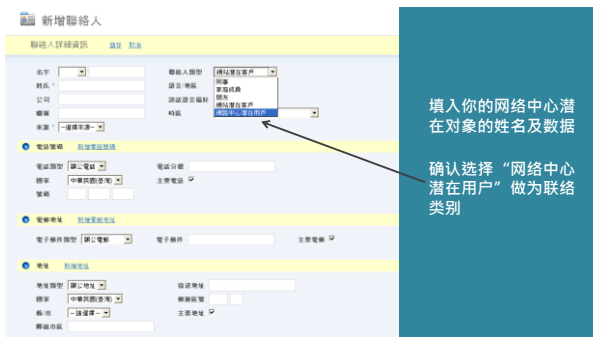 新增聯絡人
聯絡人詳細資訊 儲存 取消
名字 聯絡人類型 網站潛在客戶
姓氏 * 語言/地區
同事
家庭成員
朋友
網站潛在客戶
網路中心潛在用戶
公司 談話語言偏好
職稱 時區
來源 * -選擇來源-
電話號碼 新增電話號碼
電話類型 辦公電話 電話分機
國家 中華民國(臺灣) 主要電話
號碼
電郵地址 新增電郵地址
電子郵件類型 辦公電郵 電子郵件 主要電郵
地址 新增地址
地址類型 辦公地址 街道地址
國家 中華民國(臺灣) 郵遞區號
縣/市 -請選擇- 主要地址
鄉鎮市區
填入你的网络中心潜
在对象的姓名及数据
确认选择“网络中心
潜在用户”做为联络
类别